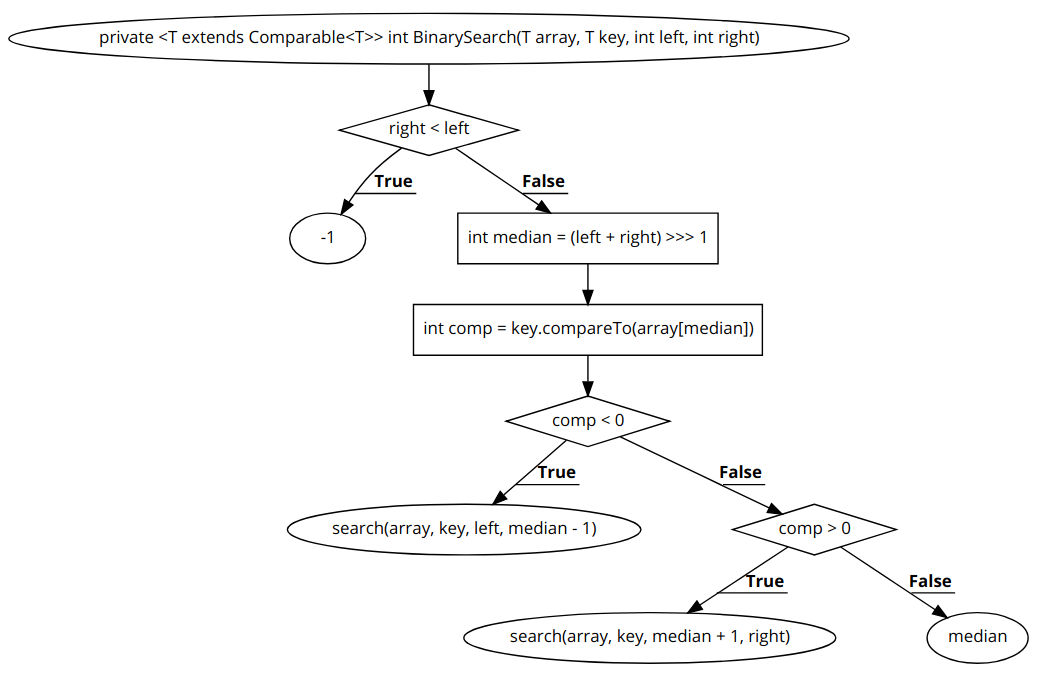 private <T extends Comparable<T>> int BinarySearch(T array, T key, int left, int right)
right < left
True
False
-1
int median = (left + right) >>> 1
int comp = key.compareTo(array[median])
comp < 0
True
False
search(array, key, left, median - 1)
comp > 0
True
False
search(array, key, median + 1, right)
median